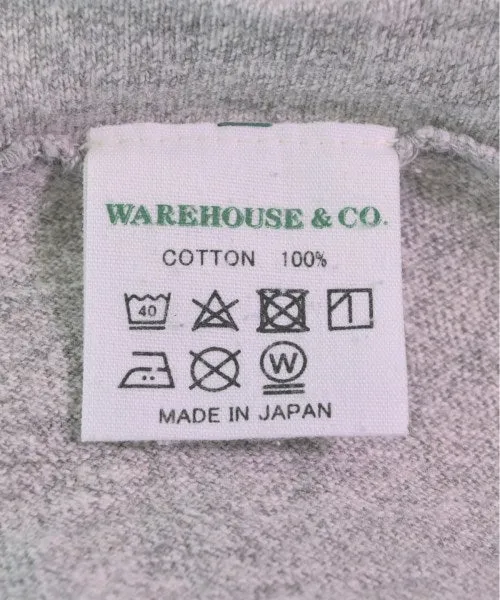 WAREHOUSE & CO.
COTTON 100%
40
W
MADE IN JAPAN